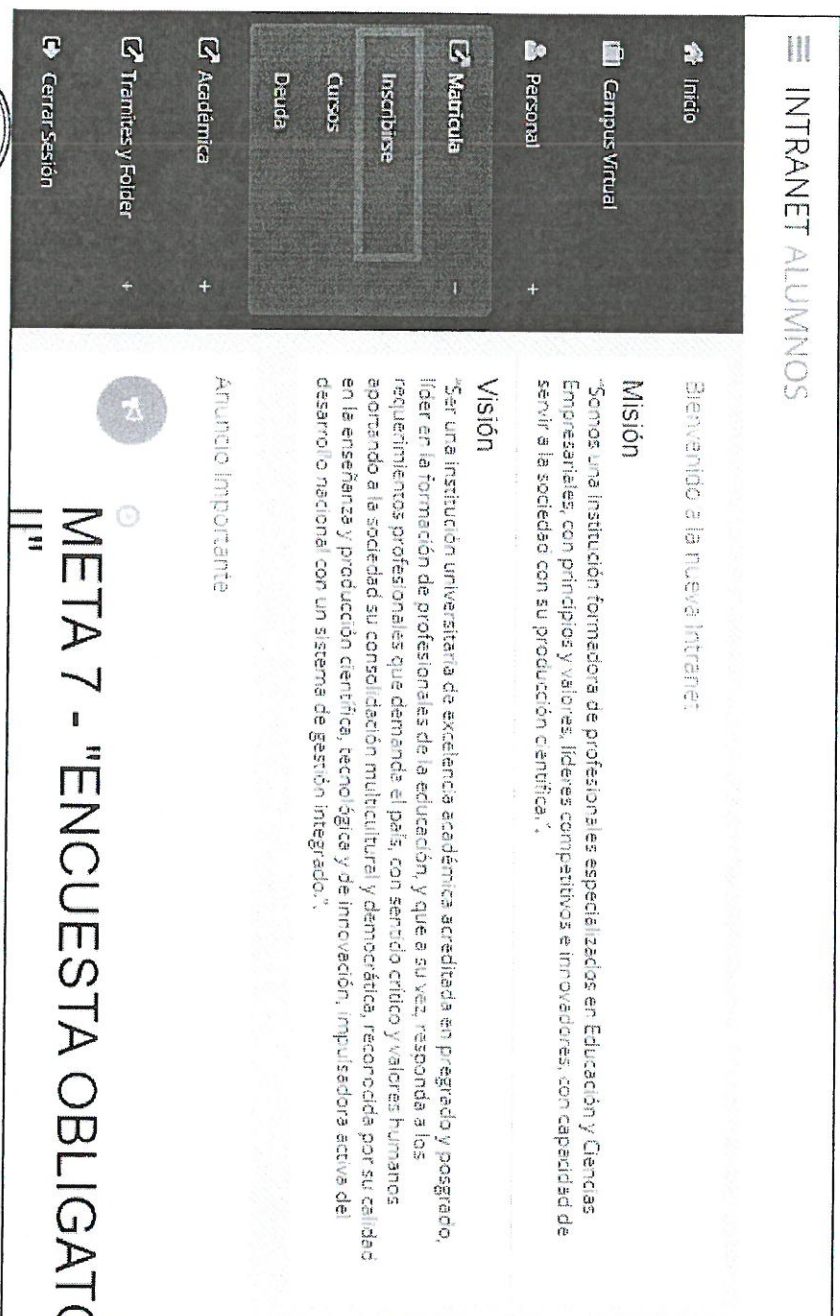 INTRANET ALUMNOS
Inicio
Campus Virtual
Personal +
Matricula -
Inscribirse
Cursos
Deuda
Académica +
Tramites y Folder +
Cerrar Sesión
Bienvenido a la nueva Intranet
Misión
"Somos una institución formadora de profesionales especializados en Educación y Ciencias
Empresariales, con principios y valores, líderes competitivos e innovadores, con capacidad de
servir a la sociedad con su producción científica.".
Visión
"Ser una institución universitaria de excelencia académica acreditada en pregrado y posgrado,
líder en la formación de profesionales de la educación, y que a su vez, responda a los
requerimientos profesionales que demanda el país, con sentido crítico y valores humanos
aportando a la sociedad su consolidación multicultural y democrática, reconocida por su calidad
en la enseñanza y producción científica, tecnológica y de innovación, impulsadora activa del
desarrollo nacional con un sistema de gestión integrado.".
Anuncio Importante
META 7 - "ENCUESTA OBLIGATO
II"